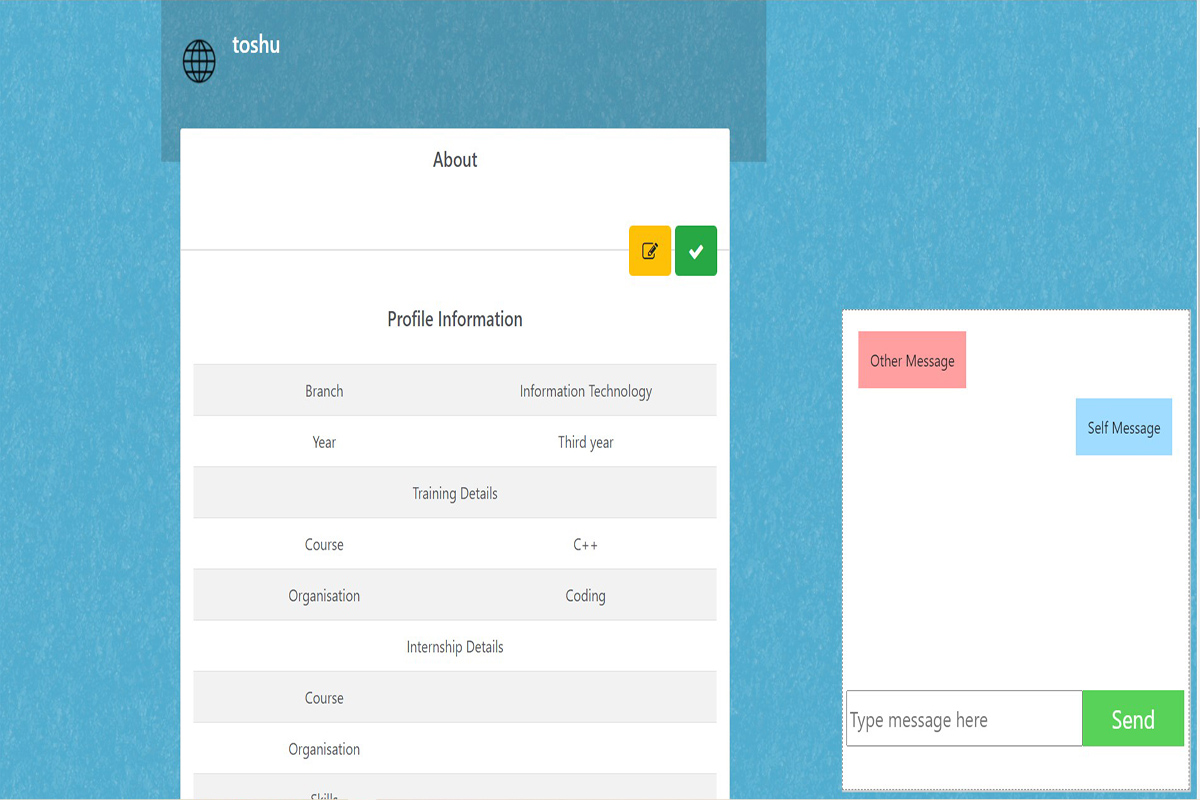 toshu
About
Profile Information
Branch Information Technology
Year Third year
Training Details
Course C++
Organisation Coding
Internship Details
Course
Organisation
Skills
Other Message
Self Message
Type message here
Send